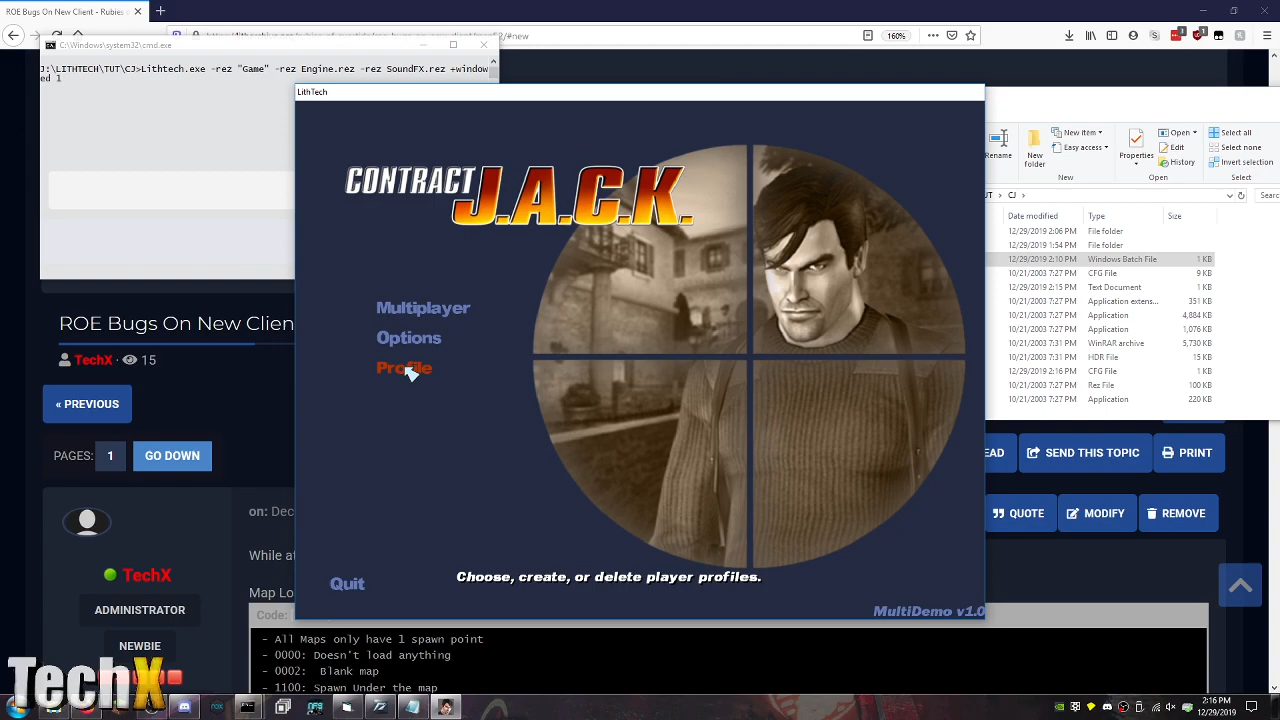 ROE Bugs On New Client - Rubies
160%
C:\Windows\system32\cmd.exe
J:\LITHTECH\TUT\CJ>Lithtech.exe -rez "Game" -rez Engine.rez -rez SoundFX.rez +window
ed 1
LithTech
CONTRACT
J.A.C.K.
Multiplayer
Options
Profile
Quit
Choose, create, or delete player profiles.
MultiDemo v1.0
Rename
New folder
New item
Easy access
New
Properties
Open
Edit
History
Open
Select all
Select none
Invert selection
CJ
Searc
Date modified Type Size
12/29/2019 2:06 PM File folder
12/29/2019 1:54 PM File folder
12/29/2019 2:10 PM Windows Batch File 1 KB
10/21/2003 7:27 PM CFG File 9 KB
12/29/2019 2:15 PM Text Document
10/21/2003 7:27 PM Application extens... 351 KB
10/21/2003 7:27 PM Application 4,884 KB
10/21/2003 7:27 PM Application 1,076 KB
10/21/2003 7:31 PM WinRAR archive 5,730 KB
10/21/2003 7:31 PM HDR File 15 KB
12/29/2019 2:16 PM CFG File 2 KB
10/21/2003 7:27 PM Rez File 100 KB
10/21/2003 7:27 PM Application 220 KB
ROE Bugs On New Clien
TechX • 15
« PREVIOUS
EAD
SEND THIS TOPIC
PRINT
PAGES: 1 GO DOWN
QUOTE
MODIFY
REMOVE
on: Dec
While at
Map Lo
Code:
- All Maps only have 1 spawn point
- 0000: Doesn't load anything
- 0002: Blank map
- 1100: Spawn Under the map
TechX
ADMINISTRATOR
NEWBIE
TechX
2:16 PM
12/29/2019